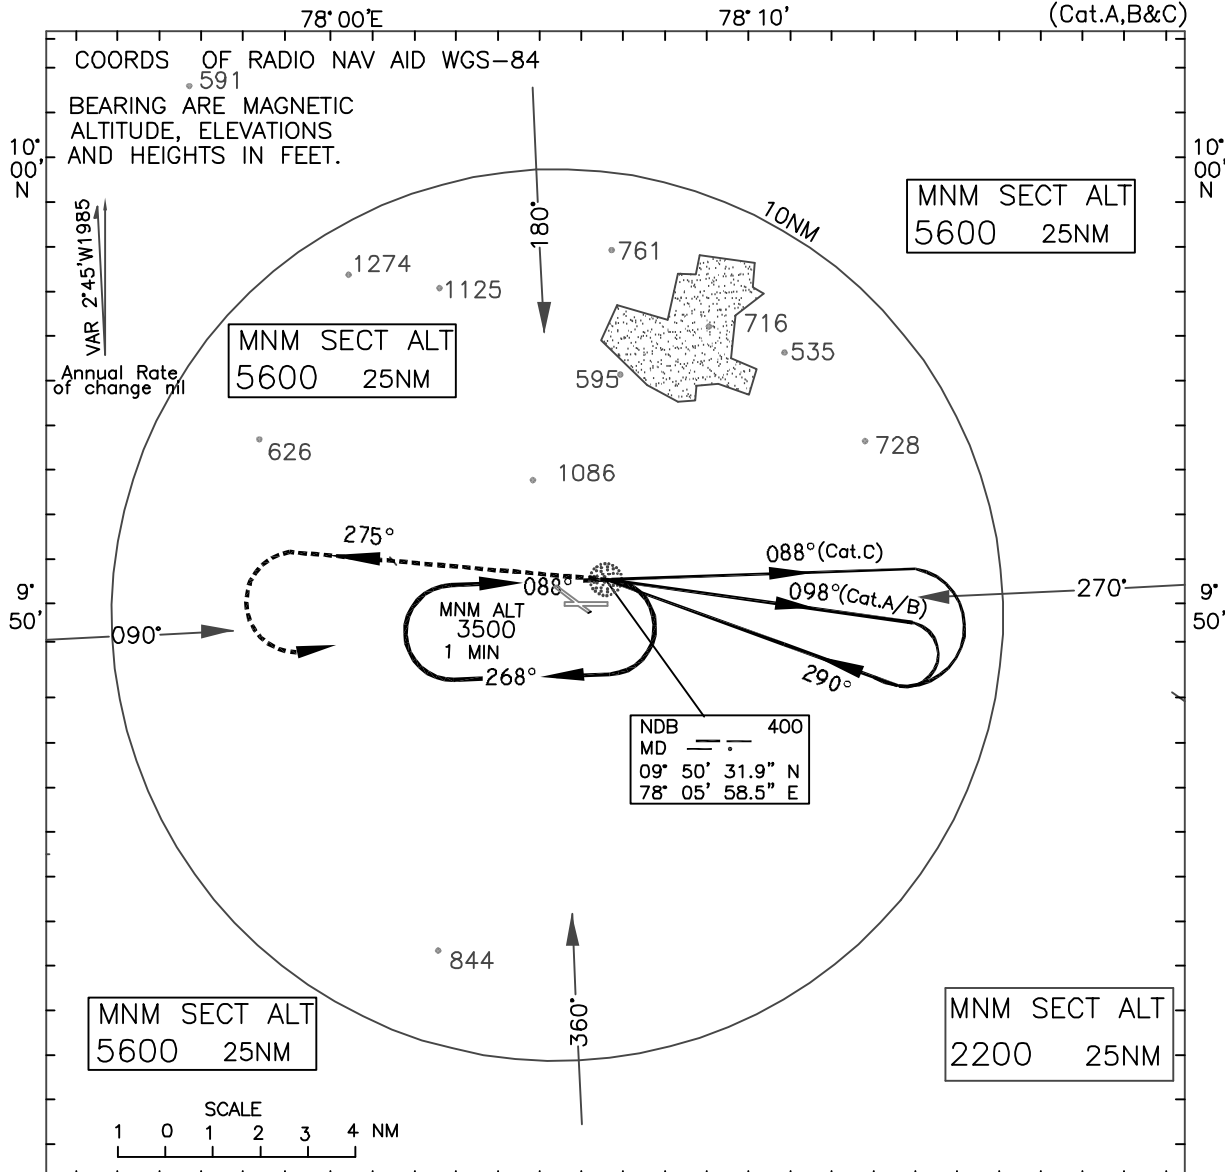 78° 00'E
78° 10'
(Cat.A,B&C)
COORDS OF RADIO NAV AID WGS-84
591
BEARING ARE MAGNETIC
ALTITUDE, ELEVATIONS
AND HEIGHTS IN FEET.
10°
00'
N
10°
00'
N
MNM SECT ALT
5600 25NM
VAR 2°45'W1985
Annual Rate
of change nil
180°
10NM
761
1274
1125
716
535
595
MNM SECT ALT
5600 25NM
626
728
1086
275°
088°(Cat.C)
088°
098°(Cat.A/B)
270°
9°
50'
9°
50'
090°
MNM ALT
3500
1 MIN
268°
290°
NDB 400
MD
09° 50' 31.9" N
78° 05' 58.5" E
844
360°
MNM SECT ALT
5600 25NM
MNM SECT ALT
2200 25NM
SCALE
1 0 1 2 3 4 NM